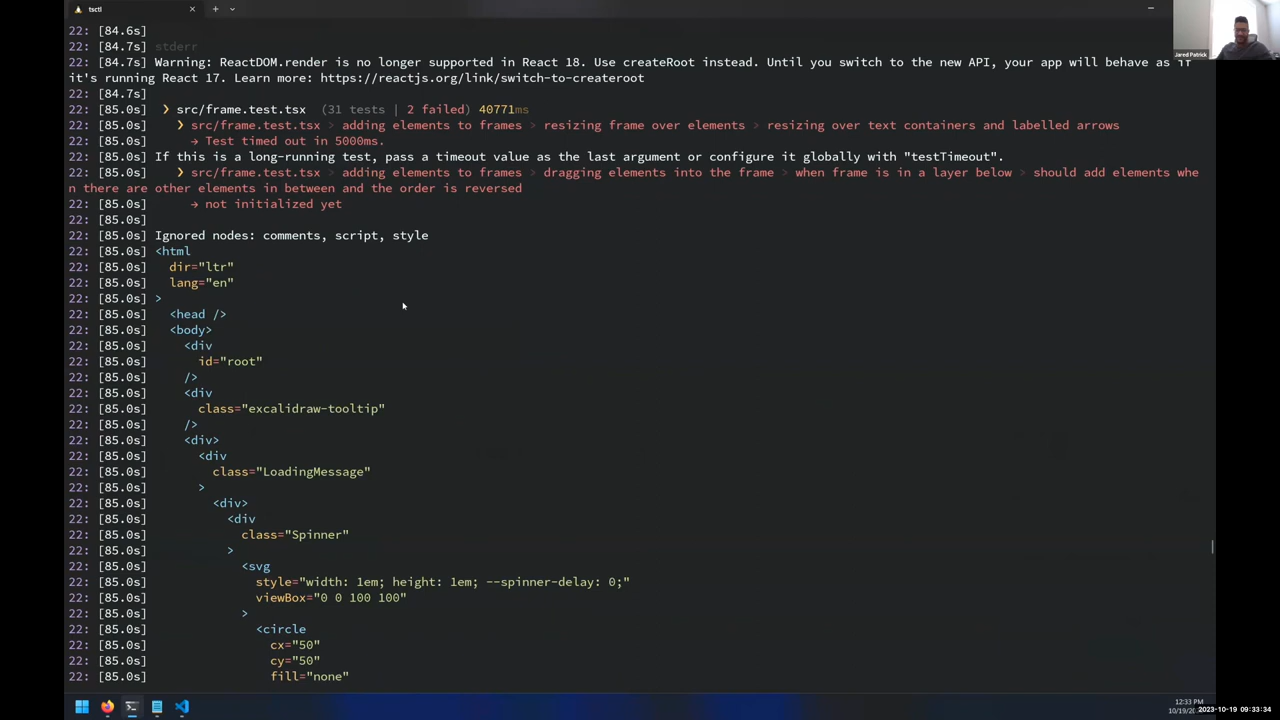 tsctl
22: [84.6s]
22: [84.7s] stderr
22: [84.7s] Warning: ReactDOM.render is no longer supported in React 18. Use createRoot instead. Until you switch to the new API, your app will behave as if
it's running React 17. Learn more: https://reactjs.org/link/switch-to-createroot
22: [84.7s]
22: [85.0s] ❯ src/frame.test.tsx (31 tests | 2 failed) 40771ms
22: [85.0s] ❯ src/frame.test.tsx > adding elements to frames > resizing frame over elements > resizing over text containers and labelled arrows
22: [85.0s] → Test timed out in 5000ms.
22: [85.0s] If this is a long-running test, pass a timeout value as the last argument or configure it globally with "testTimeout".
22: [85.0s] ❯ src/frame.test.tsx > adding elements to frames > dragging elements into the frame > when frame is in a layer below > should add elements whe
n there are other elements in between and the order is reversed
22: [85.0s] → not initialized yet
22: [85.0s]
22: [85.0s] Ignored nodes: comments, script, style
22: [85.0s] <html
22: [85.0s] dir="ltr"
22: [85.0s] lang="en"
22: [85.0s] >
22: [85.0s] <head />
22: [85.0s] <body>
22: [85.0s] <div
22: [85.0s] id="root"
22: [85.0s] />
22: [85.0s] <div
22: [85.0s] class="excalidraw-tooltip"
22: [85.0s] />
22: [85.0s] <div>
22: [85.0s] <div
22: [85.0s] class="LoadingMessage"
22: [85.0s] >
22: [85.0s] <div>
22: [85.0s] <div
22: [85.0s] class="Spinner"
22: [85.0s] >
22: [85.0s] <svg
22: [85.0s] style="width: 1em; height: 1em; --spinner-delay: 0;"
22: [85.0s] viewBox="0 0 100 100"
22: [85.0s] >
22: [85.0s] <circle
22: [85.0s] cx="50"
22: [85.0s] cy="50"
22: [85.0s] fill="none"
Jared Patrick
12:33 PM
2023-10-19 09:33:34